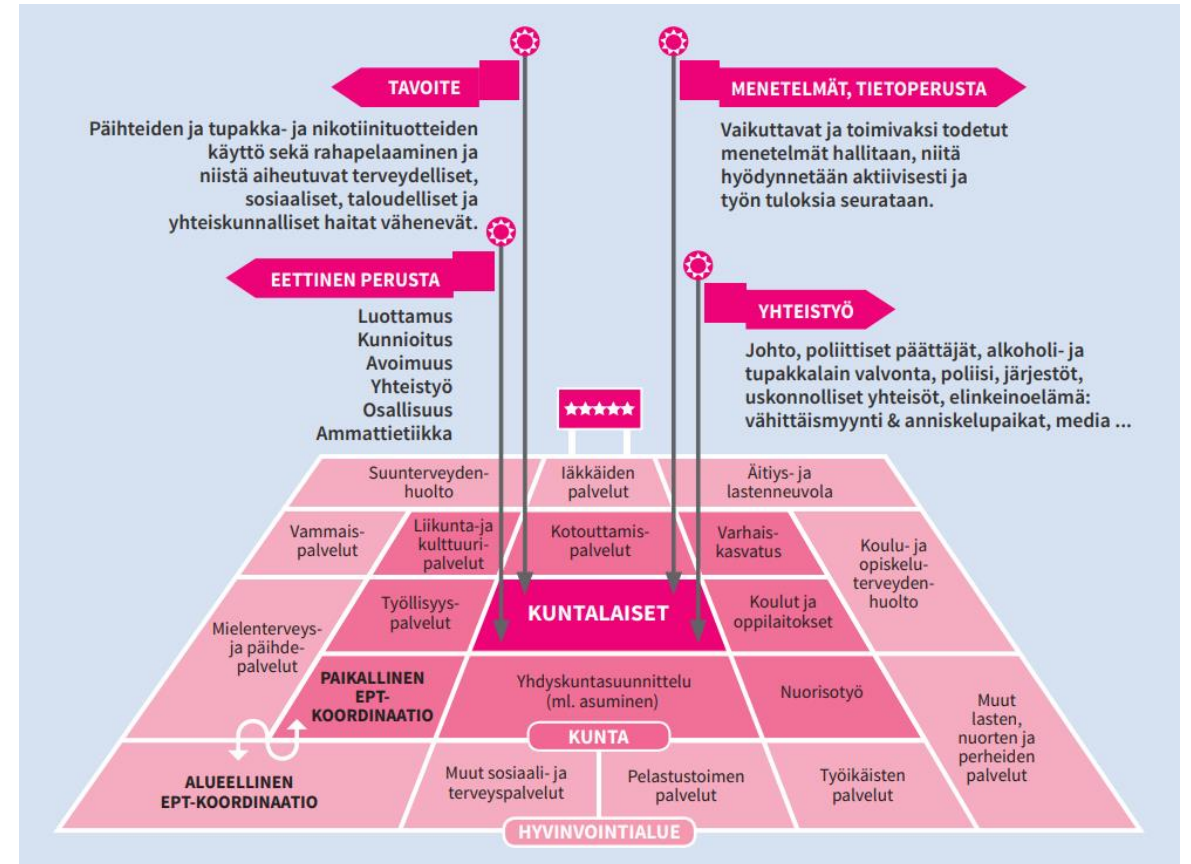 TAVOITE
Päihteiden ja tupakka- ja nikotiinituotteiden
käyttö sekä rahapelaaminen ja
niistä aiheutuvat terveydelliset,
sosiaaliset, taloudelliset ja
yhteiskunnalliset haitat vähenevät.
MENETELMÄT, TIETOPERUSTA
Vaikuttavat ja toimivaksi todetut
menetelmät hallitaan, niitä
hyödynnetään aktiivisesti ja
työn tuloksia seurataan.
EETTINEN PERUSTA
Luottamus
Kunnioitus
Avoimuus
Yhteistyö
Osallisuus
Ammattietiikka
YHTEISTYÖ
Johto, poliittiset päättäjät, alkoholi- ja
tupakkalain valvonta, poliisi, järjestöt,
uskonnolliset yhteisöt, elinkeinoelämä:
vähittäismyynti & anniskelupaikat, media ...
Suunterveyden-
huolto
Iäkkäiden
palvelut
Äitiys- ja
lastenneuvola
Vammais-
palvelut
Liikunta-ja
kulttuuri-
palvelut
Kotouttamis-
palvelut
Varhais-
kasvatus
Koulu- ja
opiskelu-
terveyden-
huolto
Mielenterveys-
ja päihde-
palvelut
Työllisyys-
palvelut
KUNTALAISET
Koulut ja
oppilaitokset
PAIKALLINEN
EPT-
KOORDINAATIO
Yhdyskuntasuunnittelu
(ml. asuminen)
Nuorisotyö
Muut
lasten,
nuorten ja
perheiden
palvelut
KUNTA
ALUEELLINEN
EPT-KOORDINAATIO
Muut sosiaali- ja
terveyspalvelut
Pelastustoimen
palvelut
Työikäisten
palvelut
HYVINVOINTIALUE